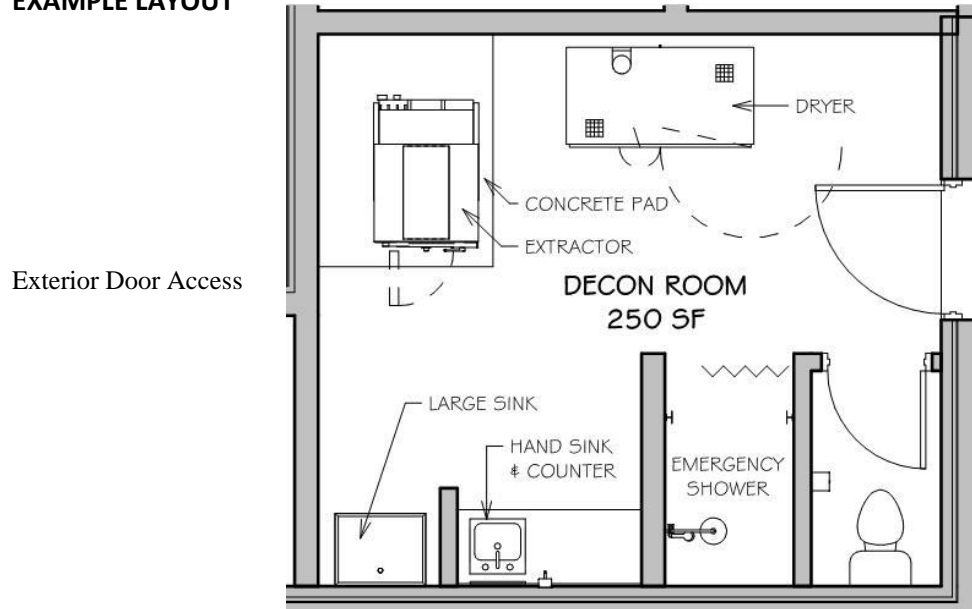 EXAMPLE LAYOUT
DRYER
CONCRETE PAD
EXTRACTOR
Exterior Door Access
DECON ROOM
250 SF
LARGE SINK
HAND SINK
& COUNTER
EMERGENCY
SHOWER